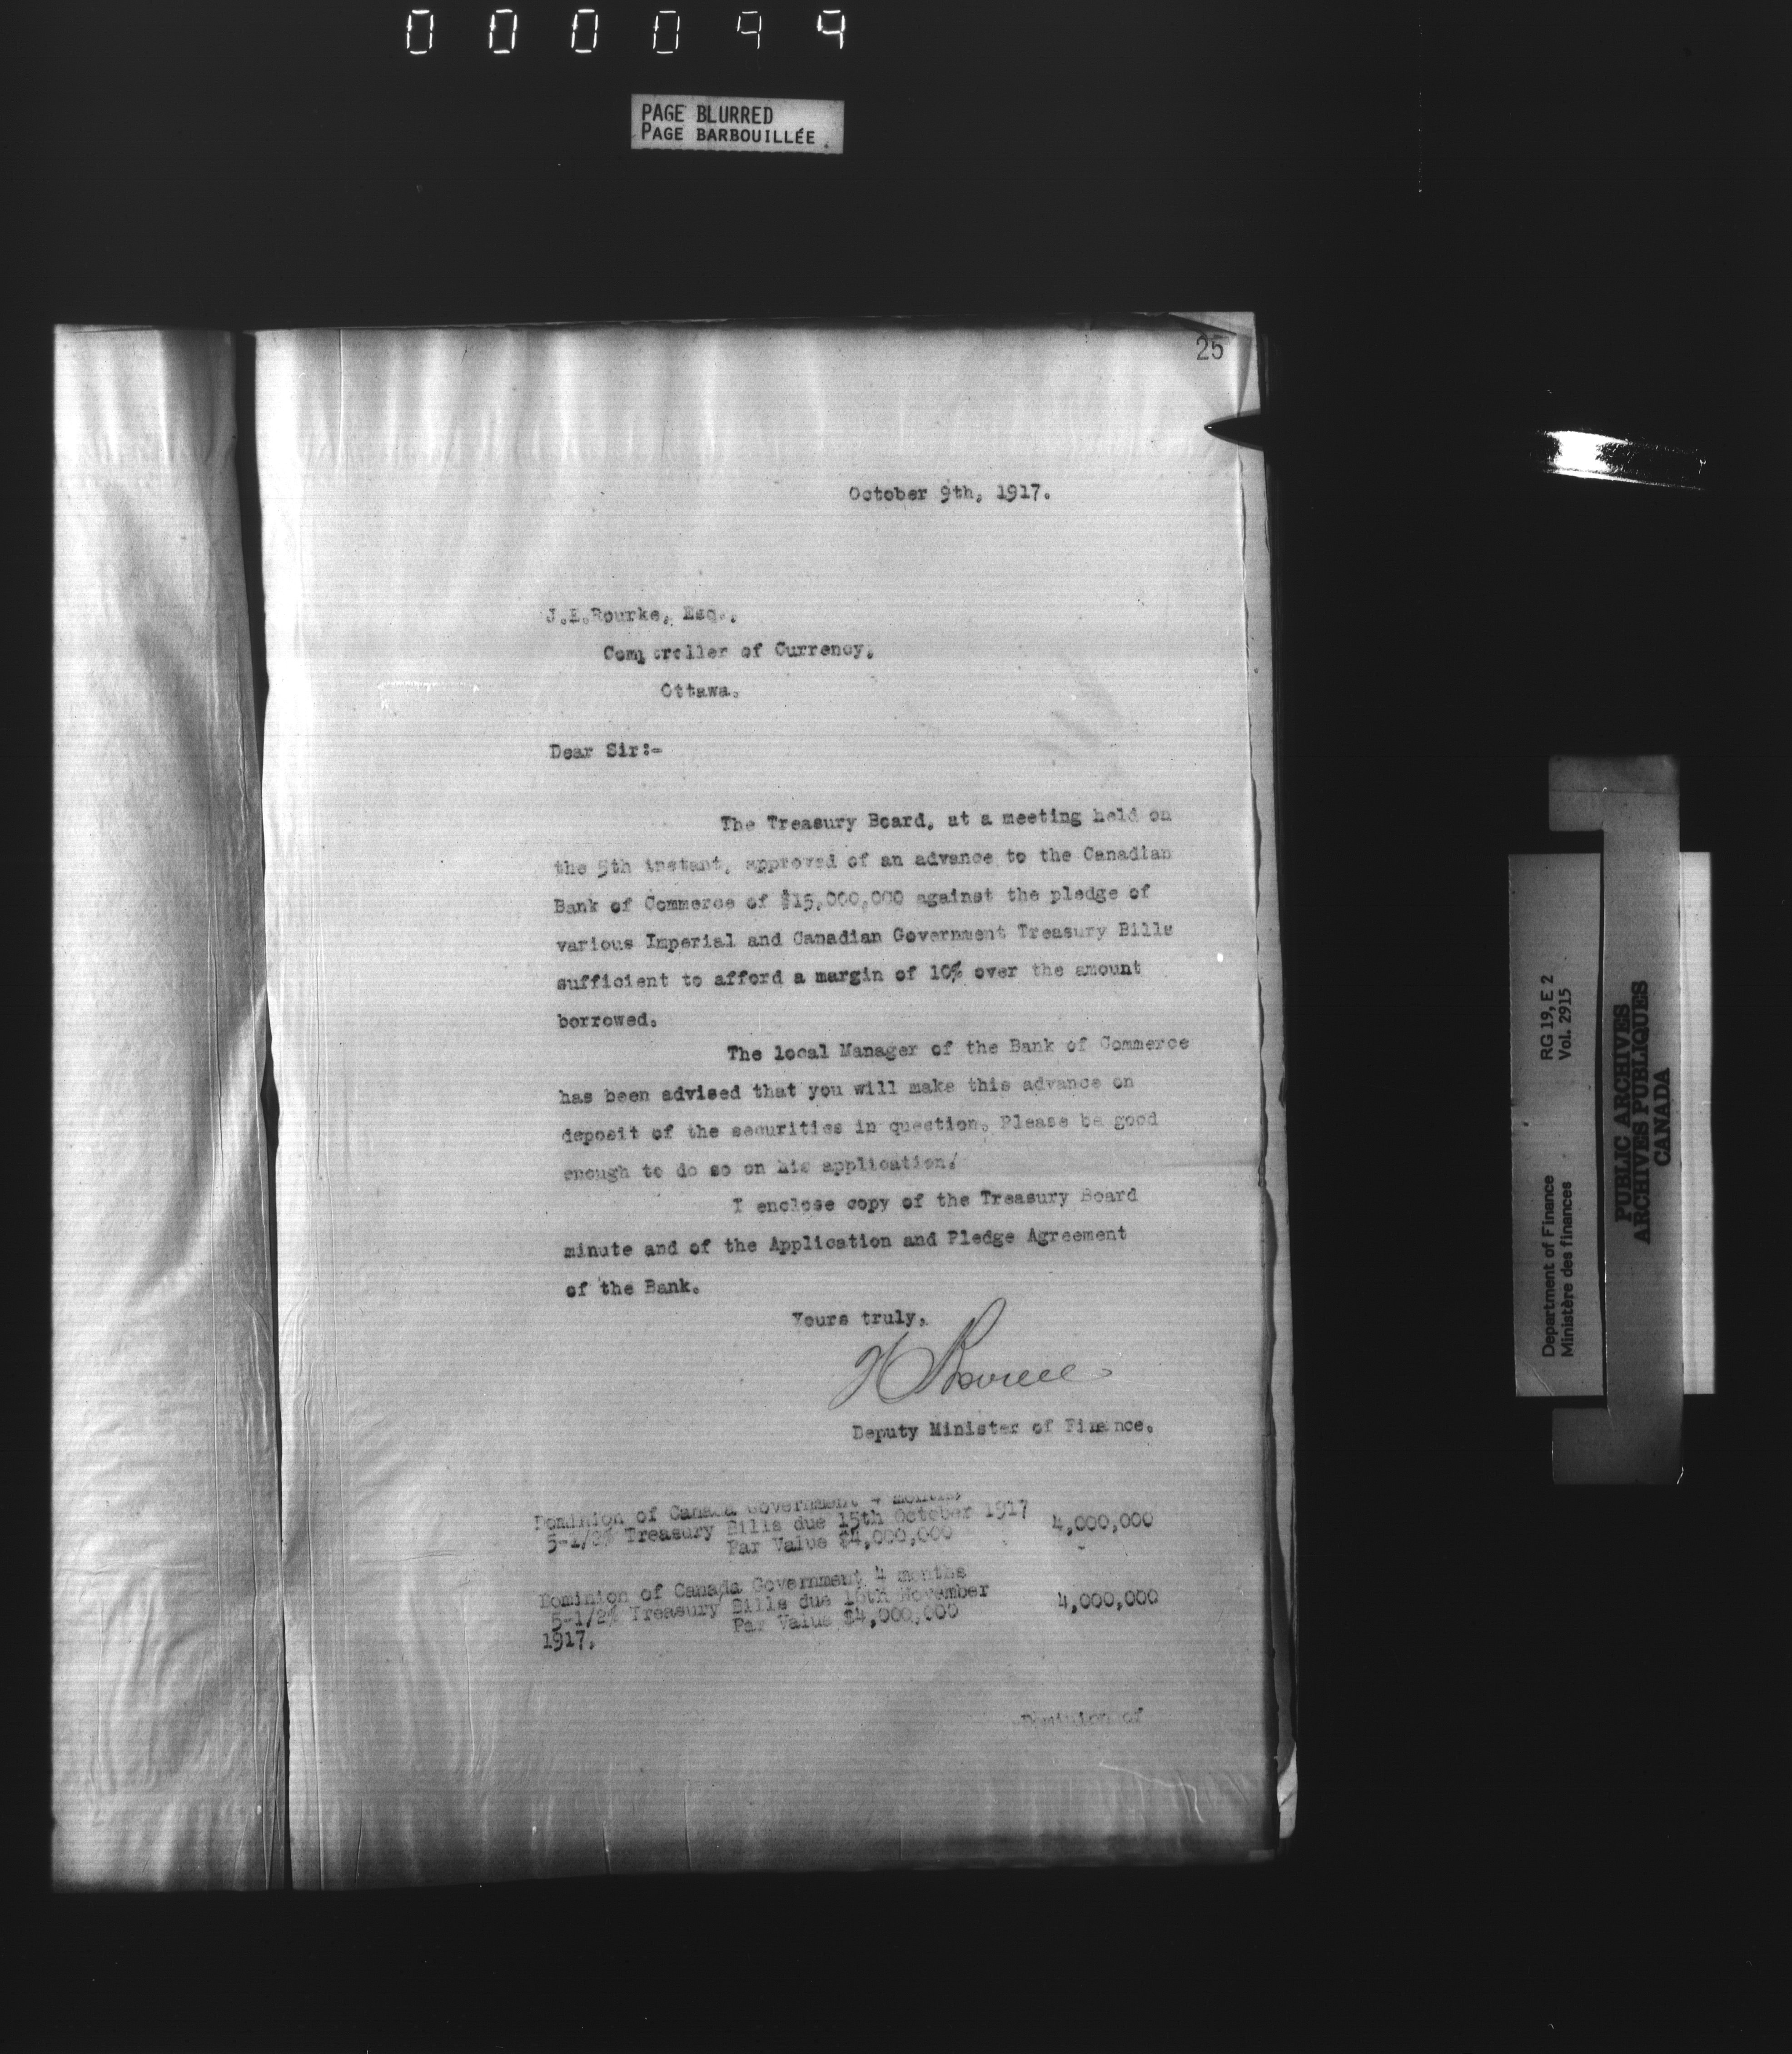 000044
PAGE BLURRED
PAGE BARBOUILLÉE
25
October 9th, 1917.
J.E.Rourke, Esq.,
Comptroller of Currency,
Ottawa.
Dear Sir:-
The Treasury Board, at a meeting held on
the 5th instant, approved of an advance to the Canadian
Bank of Commerce of $15,000,000 against the pledge of
various Imperial and Canadian Government Treasury Bills
sufficient to afford a margin of 10% over the amount
borrowed.
The local Manager of the Bank of Commerce
has been advised that you will make this advance on
deposit of the securities in question. Please be good
enough to do so on his application.
I enclose copy of the Treasury Board
minute and of the Application and Pledge Agreement
of the Bank.
Yours truly,
Deputy Minister of Finance.
Dominion of Canada Government 4 months
5-1/2% Treasury Bills due 15th October 1917
Par Value $4,000,000 4,000,000
Dominion of Canada Government 4 months
5-1/2% Treasury Bills due 16th November
Par Value $4,000,000 4,000,000
1917.
Dominion of
Department of Finance RG 19, E 2
Ministère des finances Vol. 2915
PUBLIC ARCHIVES
ARCHIVES PUBLIQUES
CANADA